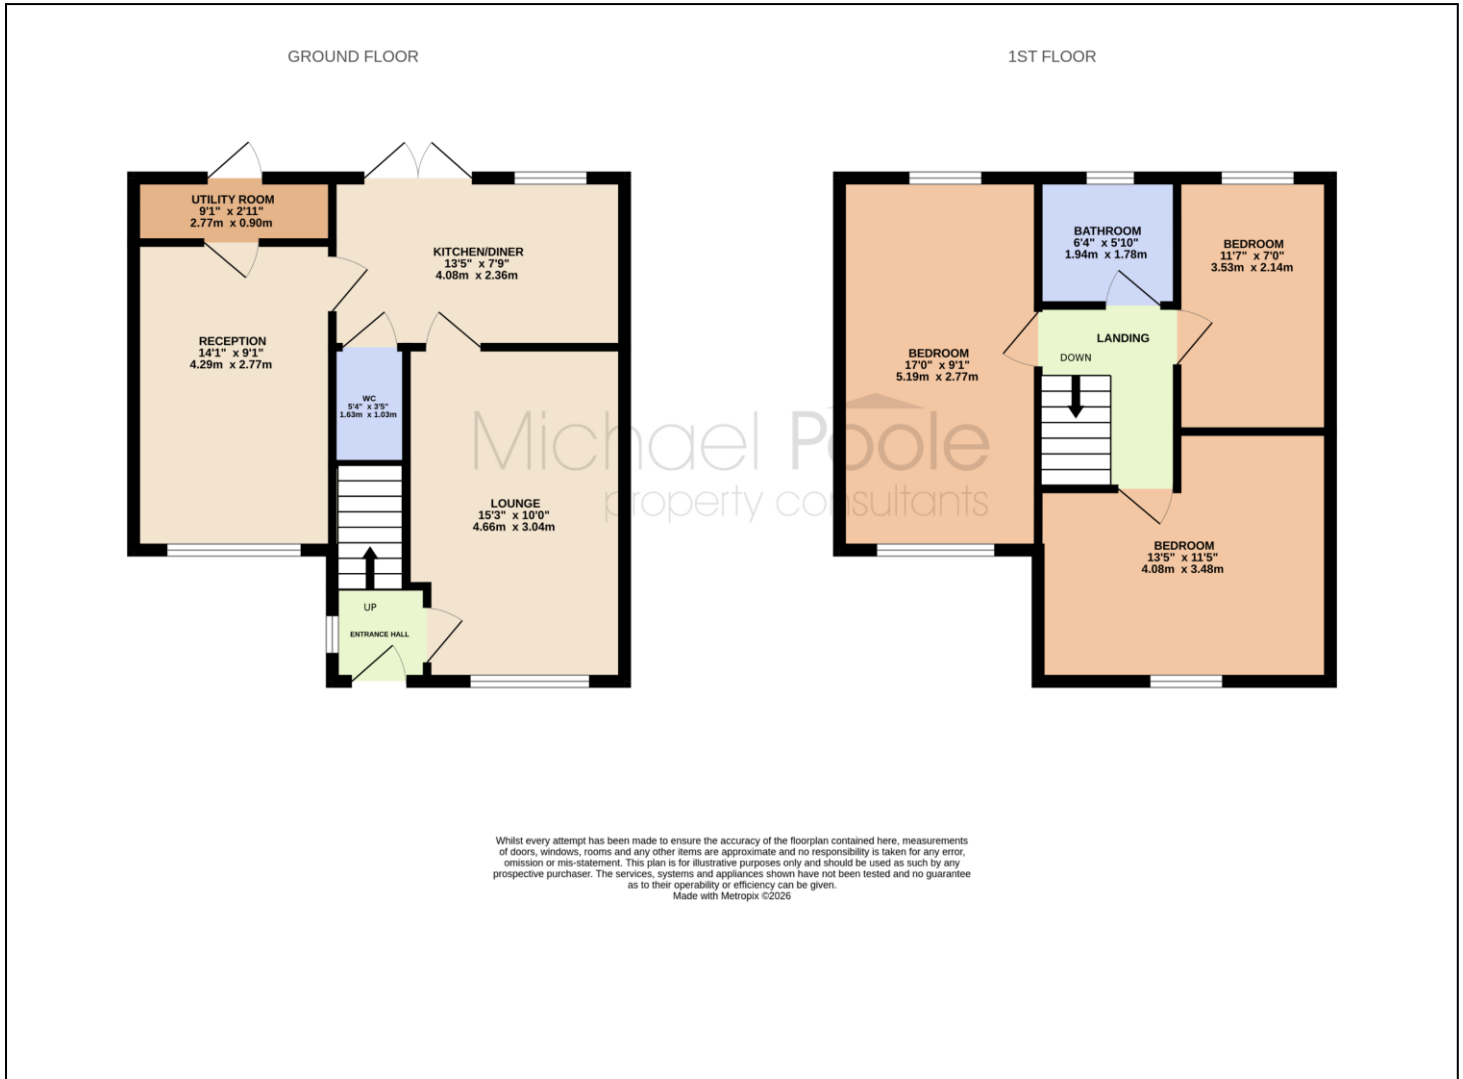 GROUND FLOOR
UTILITY ROOM
9'1" x 2'11"
2.77m x 0.90m
KITCHEN/DINER
13'5" x 7'9"
4.08m x 2.36m
RECEPTION
14'1" x 9'1"
4.29m x 2.77m
WC
5'4" x 3'5"
1.63m x 1.03m
LOUNGE
15'3" x 10'0"
4.66m x 3.04m
UP
ENTRANCE HALL
1ST FLOOR
BATHROOM
6'4" x 5'10"
1.94m x 1.78m
BEDROOM
11'7" x 7'0"
3.53m x 2.14m
LANDING
DOWN
BEDROOM
17'0" x 9'1"
5.19m x 2.77m
BEDROOM
13'5" x 11'5"
4.08m x 3.48m
Michael Poole
property consultants
Whilst every attempt has been made to ensure the accuracy of the floorplan contained here, measurements
of doors, windows, rooms and any other items are approximate and no responsibility is taken for any error,
omission or mis-statement. This plan is for illustrative purposes only and should be used as such by any
prospective purchaser. The services, systems and appliances shown have not been tested and no guarantee
as to their operability or efficiency can be given.
Made with Metropix ©2026